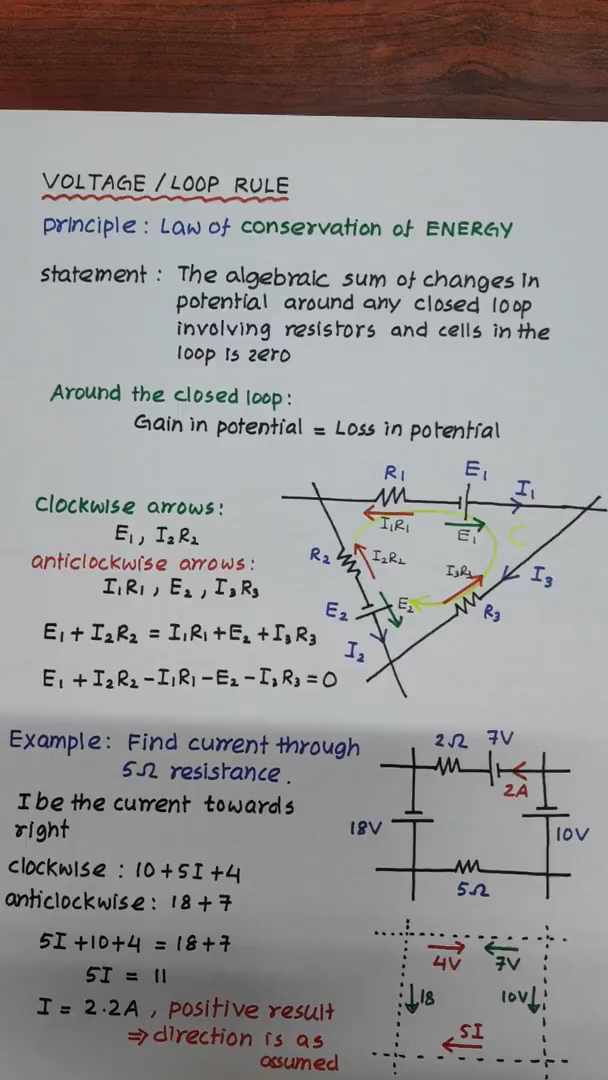 VOLTAGE / LOOP RULE
principle : Law of conservation of ENERGY
statement : The algebraic sum of changes in
potential around any closed loop
involving resistors and cells in the
loop is zero
Around the closed loop:
Gain in potential = Loss in potential
Clockwise arrows:
E₁, I₂R₂
anticlockwise arrows:
I₁R₁, E₂, I₃R₃
E₁ + I₂R₂ = I₁R₁ + E₂ + I₃R₃
E₁ + I₂R₂ - I₁R₁ - E₂ - I₃R₃ = 0
R₁ E₁ I₁
I₁R₁ E₁ C
R₂ I₂R₂ I₃R₃ I₃
E₂ E₂ R₃
I₂
Example: Find current through
5Ω resistance.
I be the current towards
right
clockwise : 10 + 5I + 4
anticlockwise : 18 + 7
5I + 10 + 4 = 18 + 7
5I = 11
I = 2.2A, positive result
⇒ direction is as
assumed
2Ω 7V
2A
18V 10V
5Ω
4V 7V
18 10V
5I